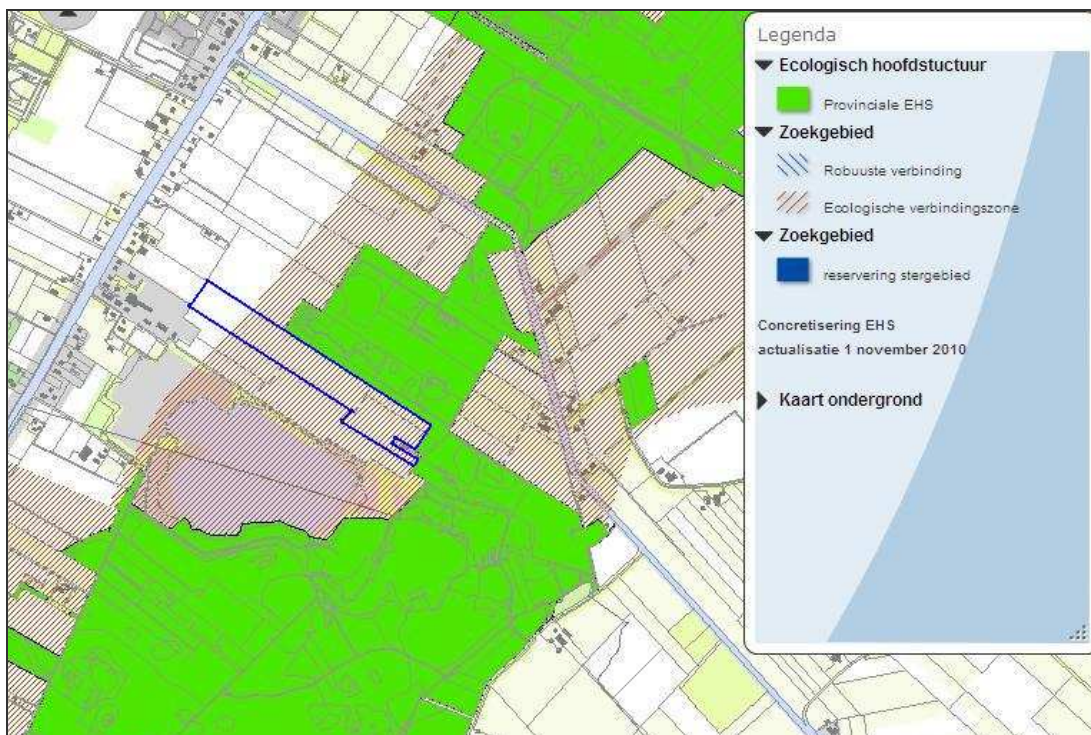 Legenda
Ecologisch hoofdstuctuur
Provinciale EHS
Zoekgebied
Robuuste verbinding
Ecologische verbindingszone
Zoekgebied
reservering stergebied
Concretisering EHS
actualisatie 1 november 2010
Kaart ondergrond